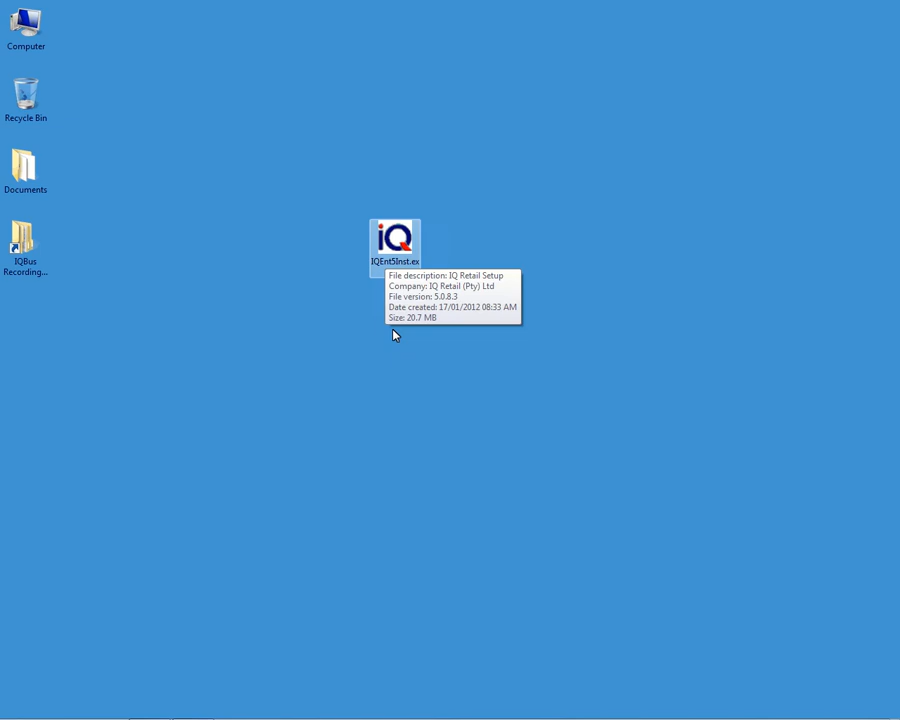 Computer
Recycle Bin
Documents
IQBus
Recording...
iQ
IQEnt5Inst.ex
File description: IQ Retail Setup
Company: IQ Retail (Pty) Ltd
File version: 5.0.8.3
Date created: 17/01/2012 08:33 AM
Size: 20.7 MB